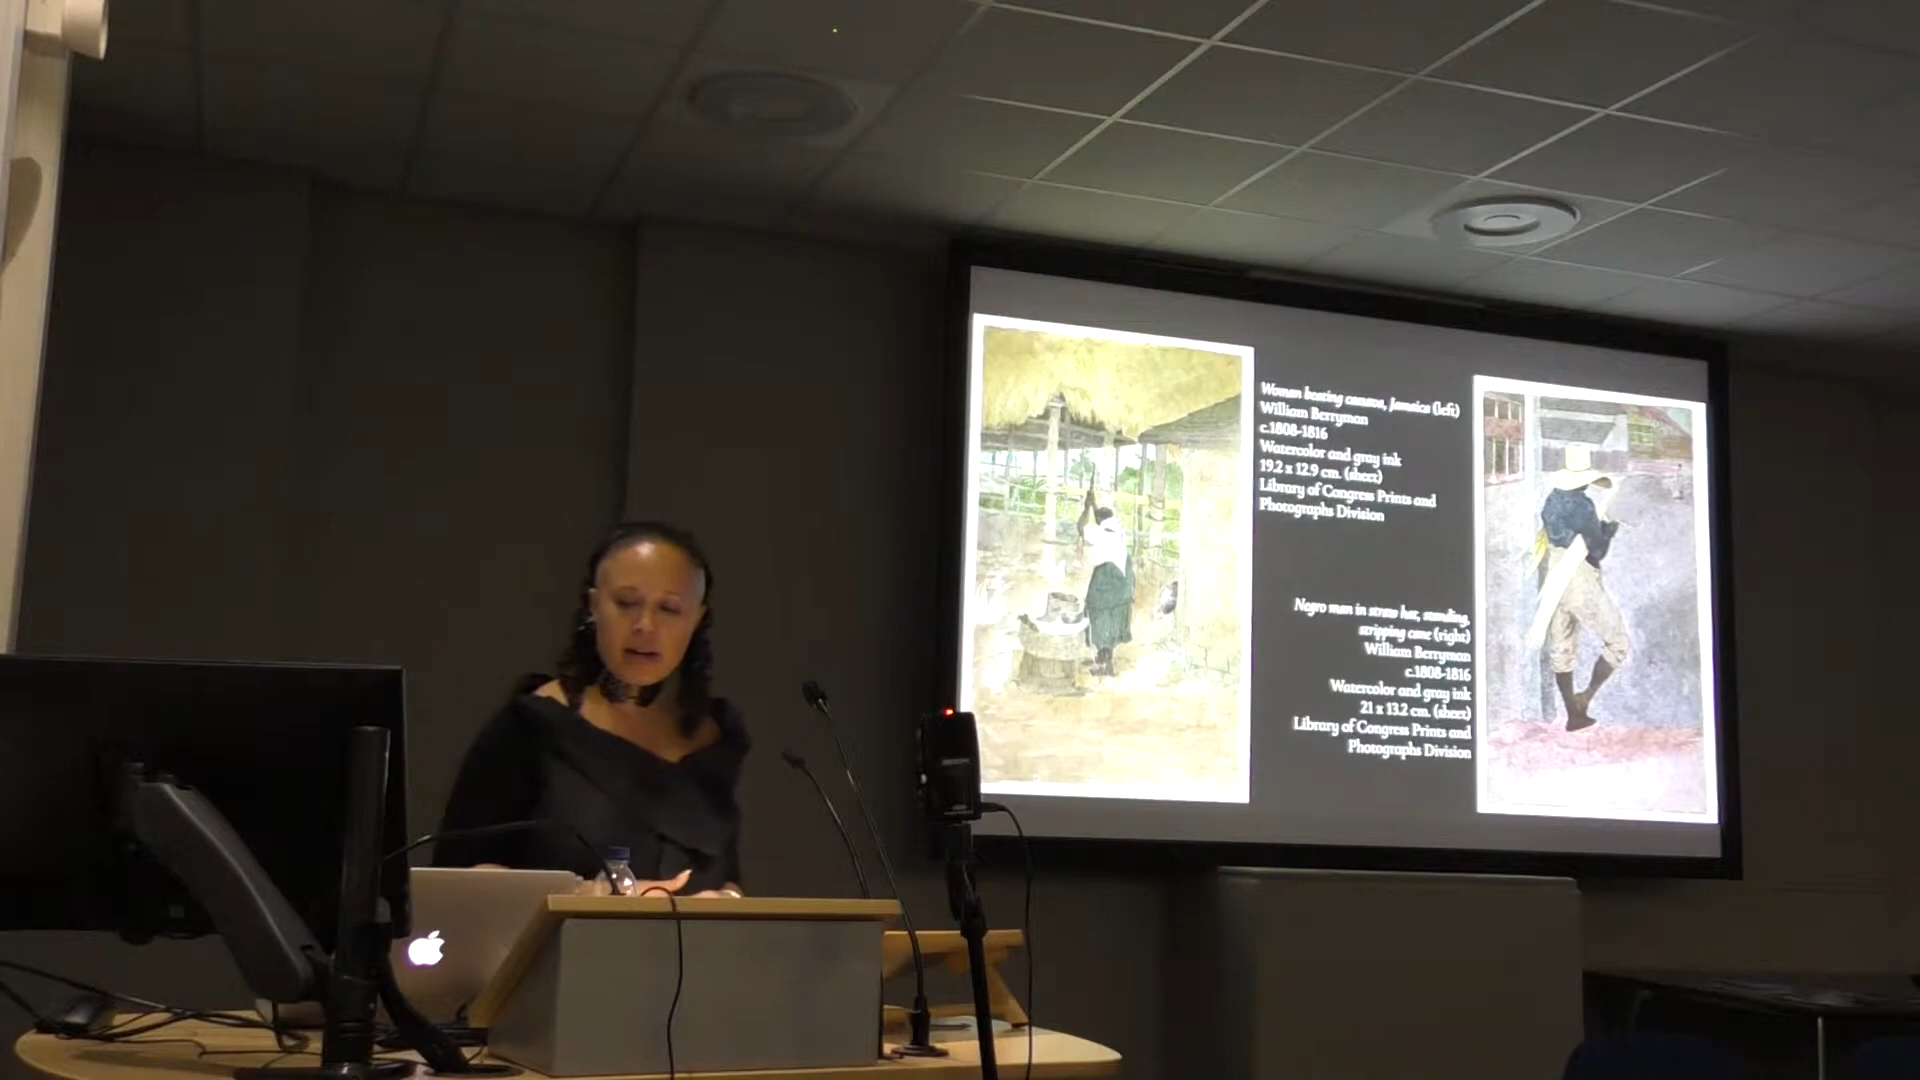 Woman beating cassava, Jamaica (left)
William Berryman
c.1808-1816
Watercolor and gray ink
19.2 x 12.9 cm. (sheet)
Library of Congress Prints and
Photographs Division
Negro man in straw hat, standing,
stripping cane (right)
William Berryman
c.1808-1816
Watercolor and gray ink
21 x 13.2 cm. (sheet)
Library of Congress Prints and
Photographs Division